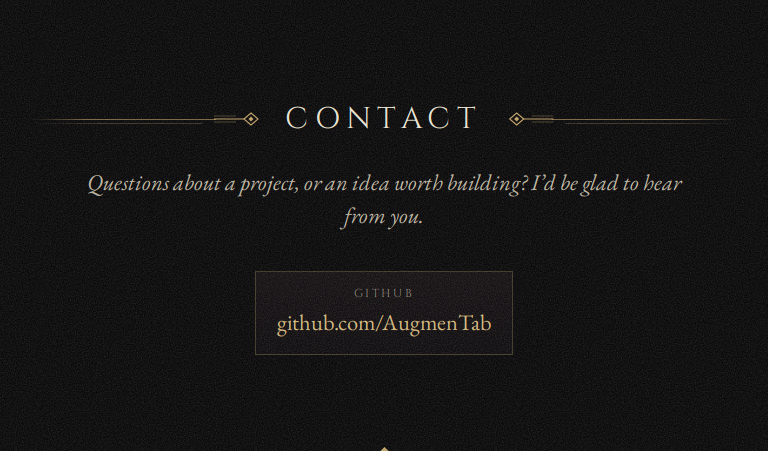 CONTACT
Questions about a project, or an idea worth building? I’d be glad to hear
from you.
GITHUB
github.com/AugmenTab